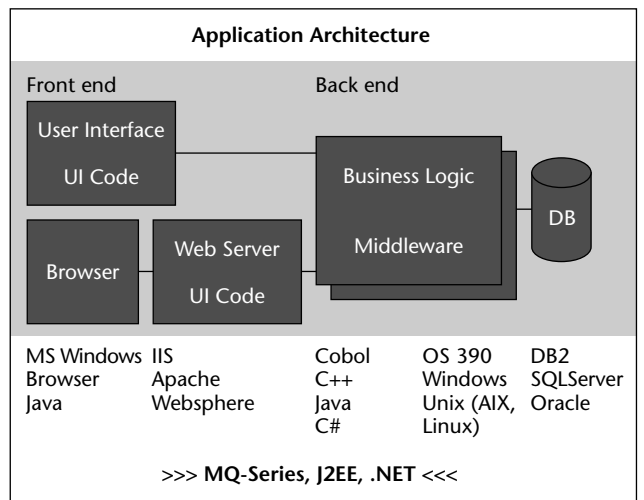 Application Architecture
Front end
Back end
User Interface
UI Code
Business Logic
Middleware
DB
Browser
Web Server
UI Code
MS Windows
Browser
Java
IIS
Apache
Websphere
Cobol
C++
Java
C#
OS 390
Windows
Unix (AIX,
Linux)
DB2
SQLServer
Oracle
>>> MQ-Series, J2EE, .NET <<<